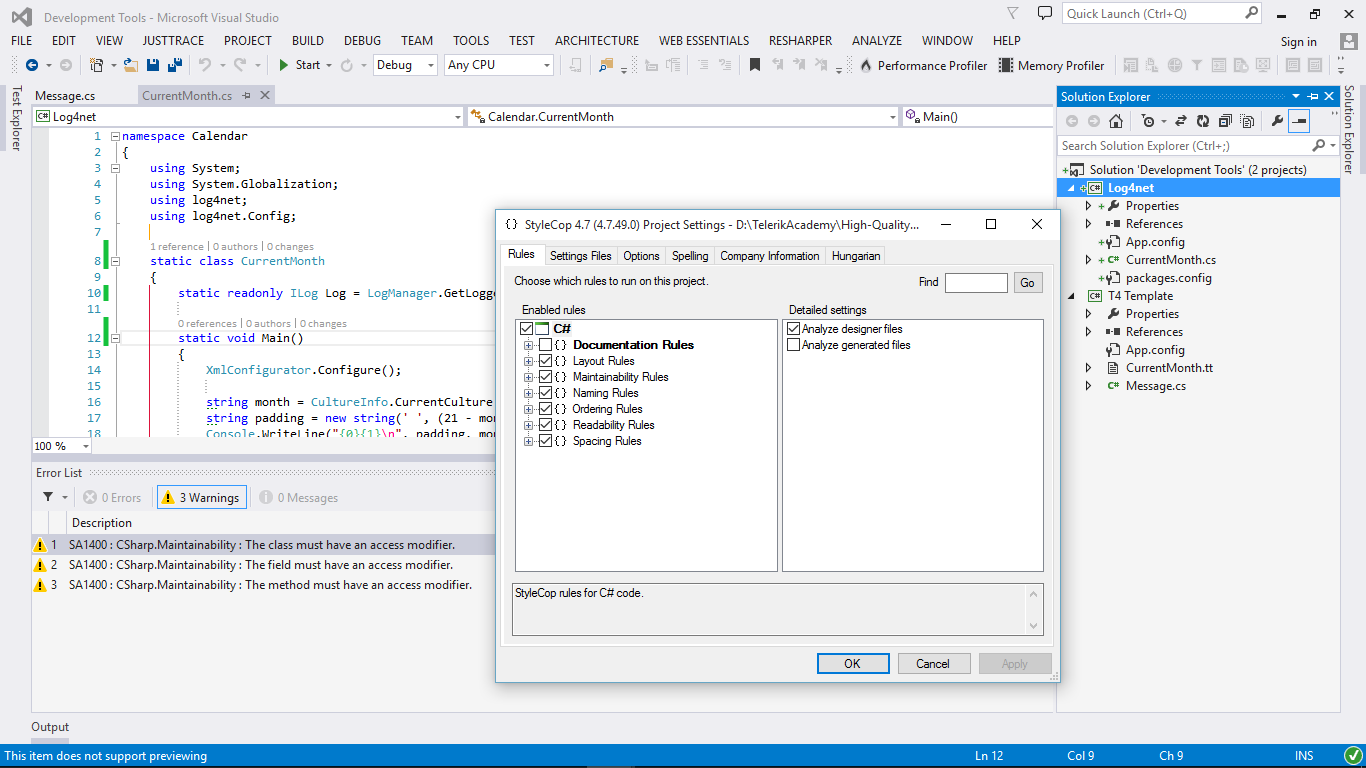 Development Tools - Microsoft Visual Studio
Quick Launch (Ctrl+Q)
FILE EDIT VIEW JUSTTRACE PROJECT BUILD DEBUG TEAM TOOLS TEST ARCHITECTURE WEB ESSENTIALS RESHARPER ANALYZE WINDOW HELP Sign in
Start Debug Any CPU Performance Profiler Memory Profiler
Test Explorer
Message.cs CurrentMonth.cs
C# Log4net Calendar.CurrentMonth Main()
1 namespace Calendar
2 {
3 using System;
4 using System.Globalization;
5 using log4net;
6 using log4net.Config;
7
1 reference | 0 authors | 0 changes
8 static class CurrentMonth
9 {
10 static readonly ILog Log = LogManager.GetLogge
11
0 references | 0 authors | 0 changes
12 static void Main()
13 {
14 XmlConfigurator.Configure();
15
16 string month = CultureInfo.CurrentCulture
17 string padding = new string(' ', (21 - mon
18 Console.WriteLine("{0}{1}\n", padding, mon
100 %
Error List
0 Errors 3 Warnings 0 Messages
Description
1 SA1400 : CSharp.Maintainability : The class must have an access modifier.
2 SA1400 : CSharp.Maintainability : The field must have an access modifier.
3 SA1400 : CSharp.Maintainability : The method must have an access modifier.
Output
{} StyleCop 4.7 (4.7.49.0) Project Settings - D:\TelerikAcademy\High-Quality...
Rules Settings Files Options Spelling Company Information Hungarian
Choose which rules to run on this project. Find Go
Enabled rules
C#
{} Documentation Rules
{} Layout Rules
{} Maintainability Rules
{} Naming Rules
{} Ordering Rules
{} Readability Rules
{} Spacing Rules
Detailed settings
Analyze designer files
Analyze generated files
StyleCop rules for C# code.
OK Cancel Apply
Solution Explorer
Search Solution Explorer (Ctrl+;)
Solution 'Development Tools' (2 projects)
C# Log4net
Properties
References
App.config
C# CurrentMonth.cs
packages.config
C# T4 Template
Properties
References
App.config
CurrentMonth.tt
C# Message.cs
Solution Explorer
This item does not support previewing Ln 12 Col 9 Ch 9 INS